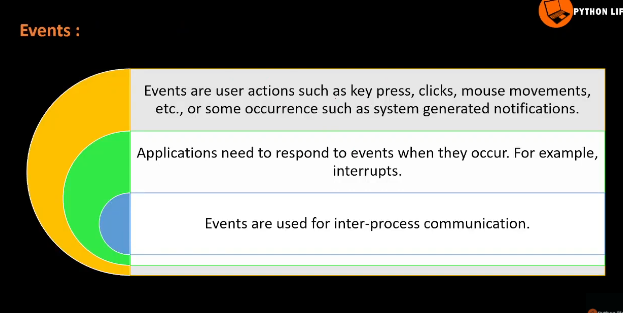 PYTHON LIF
Events :
Events are user actions such as key press, clicks, mouse movements,
etc., or some occurrence such as system generated notifications.
Applications need to respond to events when they occur. For example,
interrupts.
Events are used for inter-process communication.